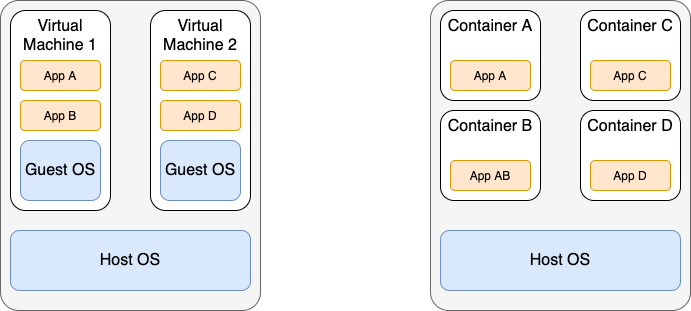 Virtual
Machine 1
App A
App B
Guest OS
Virtual
Machine 2
App C
App D
Guest OS
Host OS
Container A
App A
Container C
App C
Container B
App AB
Container D
App D
Host OS